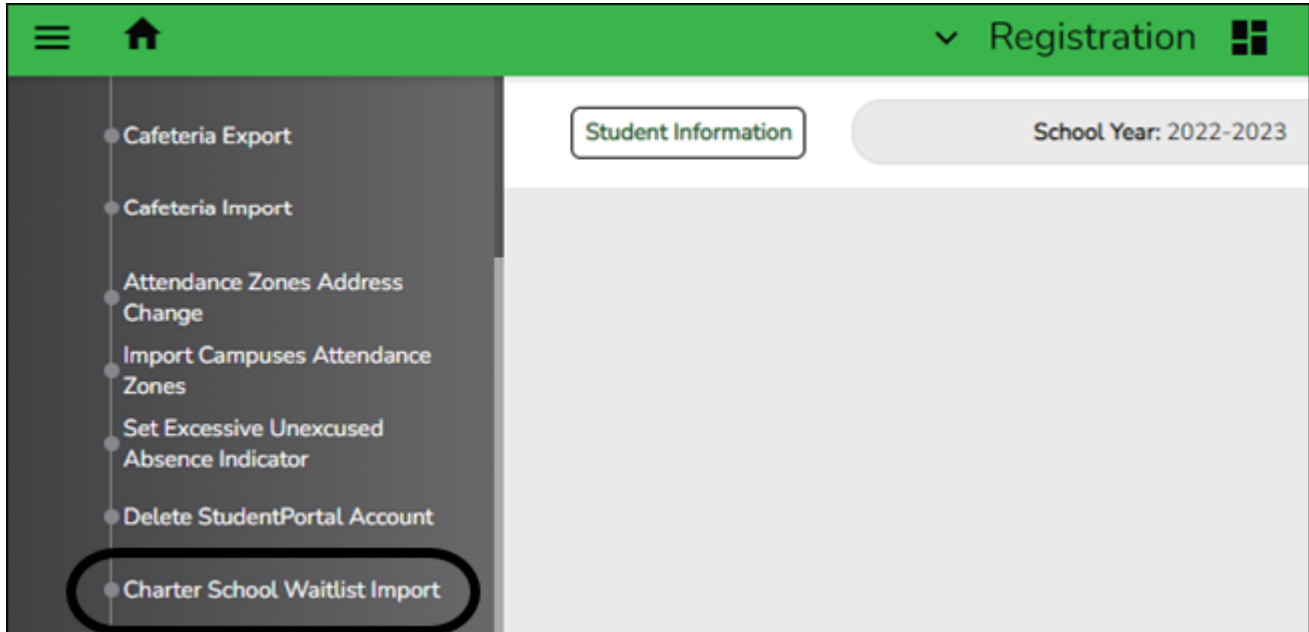 Registration
Student Information
School Year: 2022-2023
Cafeteria Export
Cafeteria Import
Attendance Zones Address
Change
Import Campuses Attendance
Zones
Set Excessive Unexcused
Absence Indicator
Delete StudentPortal Account
Charter School Waitlist Import